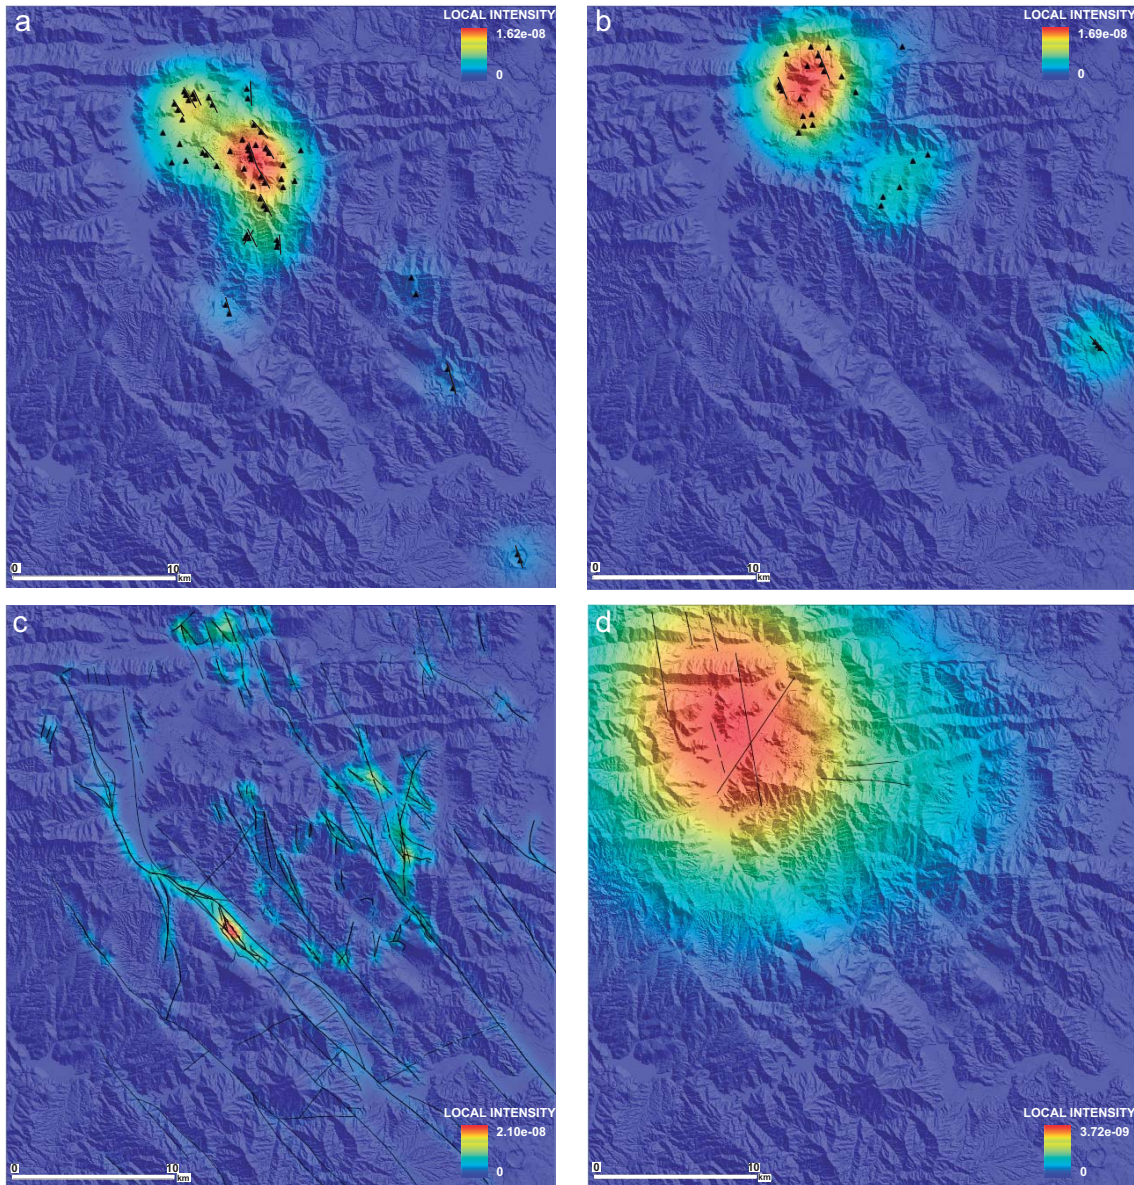 a
LOCAL INTENSITY
1.62e-08
0
0
10
km
b
LOCAL INTENSITY
1.69e-08
0
0
10
km
c
LOCAL INTENSITY
2.10e-08
0
0
10
km
d
LOCAL INTENSITY
3.72e-09
0
0
10
km